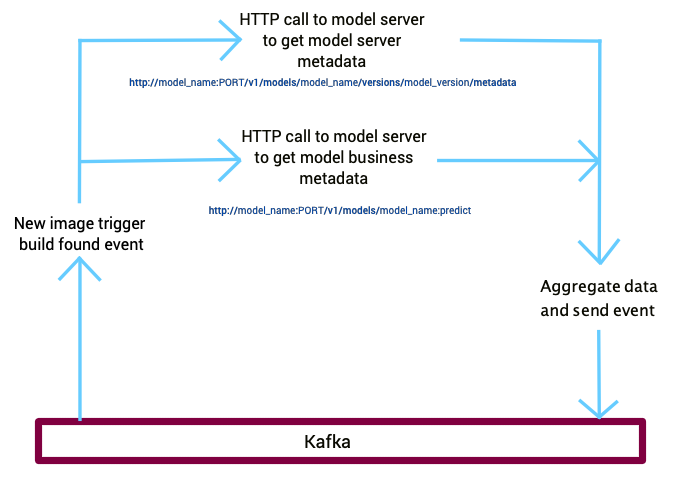 HTTP call to model server
to get model server
metadata
http://model_name:PORT/v1/models/model_name/versions/model_version/metadata
HTTP call to model server
to get model business
metadata
http://model_name:PORT/v1/models/model_name:predict
New image trigger
build found event
Aggregate data
and send event
Kafka